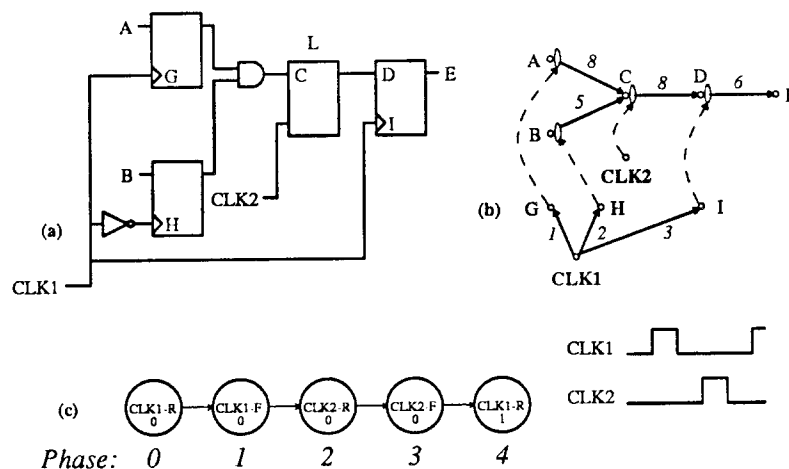 A
L
G
C
D
E
I
B
H
CLK2
(a)
CLK1
A
8
C
D
8
6
5
B
CLK2
(b)
G
H
I
1
2
3
CLK1
CLK1
CLK2
(c)
CLK1-R
0
CLK1-F
0
CLK2-R
0
CLK2-F
0
CLK1-R
1
Phase: 0 1 2 3 4